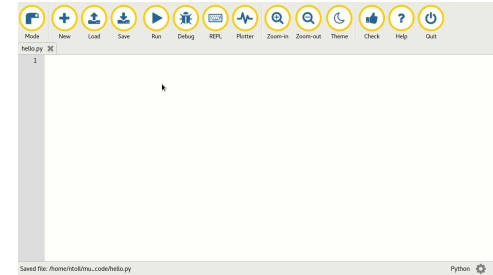 Mode New Load Save Run Debug REPL Plotter Zoom-in Zoom-out Theme Check Help Quit
hello.py
1
Saved file: /home/ntoll/mu_code/hello.py Python